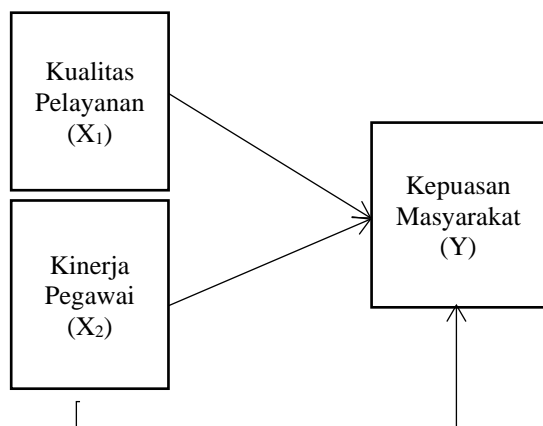 Kualitas
Pelayanan
(X₁)
Kinerja
Pegawai
(X₂)
Kepuasan
Masyarakat
(Y)